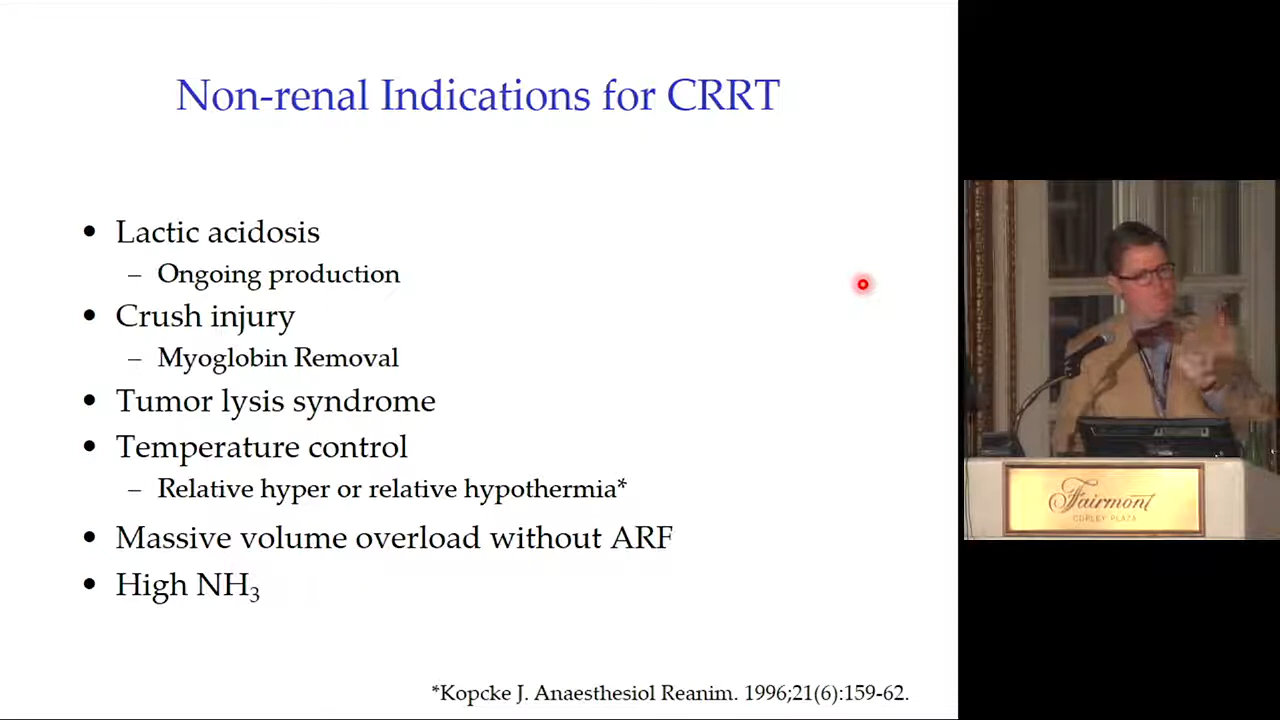 Non-renal Indications for CRRT
• Lactic acidosis
– Ongoing production
• Crush injury
– Myoglobin Removal
• Tumor lysis syndrome
• Temperature control
– Relative hyper or relative hypothermia*
• Massive volume overload without ARF
• High NH₃
*Kopcke J. Anaesthesiol Reanim. 1996;21(6):159-62.
Fairmont
COPLEY PLAZA